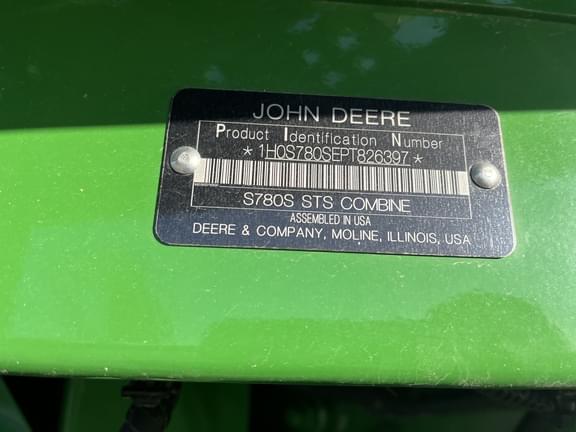 JOHN DEERE
Product Identification Number
*1H0S780SEPT826397*
S780S STS COMBINE
ASSEMBLED IN USA
DEERE & COMPANY, MOLINE, ILLINOIS, USA